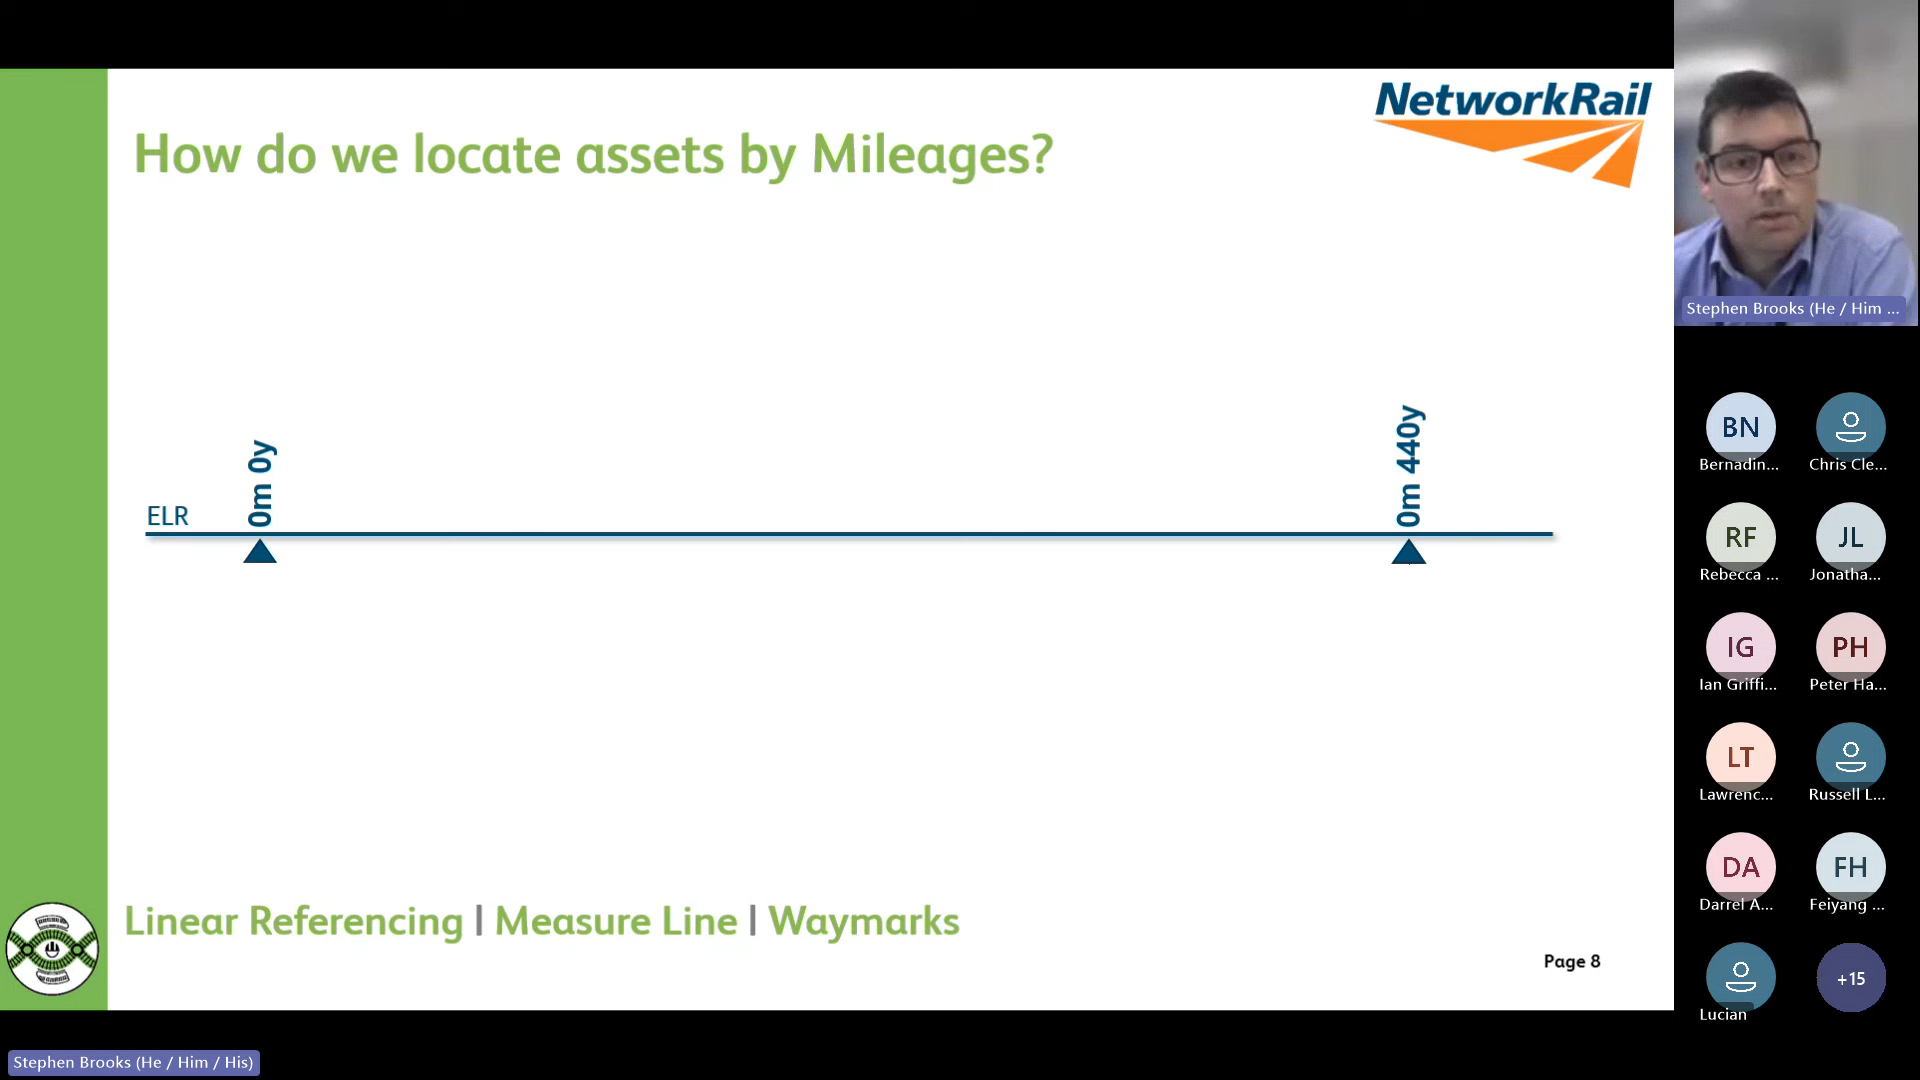 NetworkRail
How do we locate assets by Mileages?
ELR
0m 0y
0m 440y
Linear Referencing | Measure Line | Waymarks
Page 8
Stephen Brooks (He / Him ...
BN
Bernadin...
Chris Cle...
RF
Rebecca ...
JL
Jonatha...
IG
Ian Griffi...
PH
Peter Ha...
LT
Lawrenc...
Russell L...
DA
Darrel A...
FH
Feiyang ...
Lucian
+15
Stephen Brooks (He / Him / His)